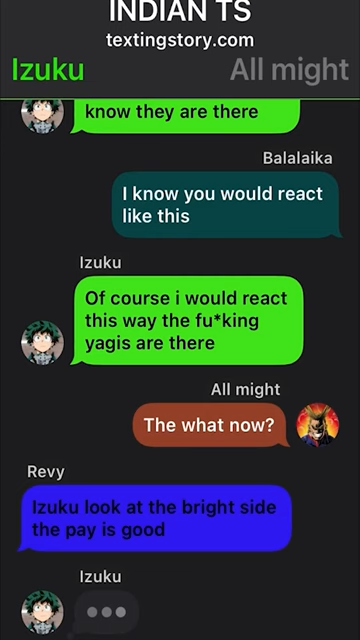 INDIAN TS
textingstory.com
Izuku
All might
know they are there
Balalaika
I know you would react
like this
Izuku
Of course i would react
this way the fu*king
yagis are there
All might
The what now?
Revy
Izuku look at the bright side
the pay is good
Izuku